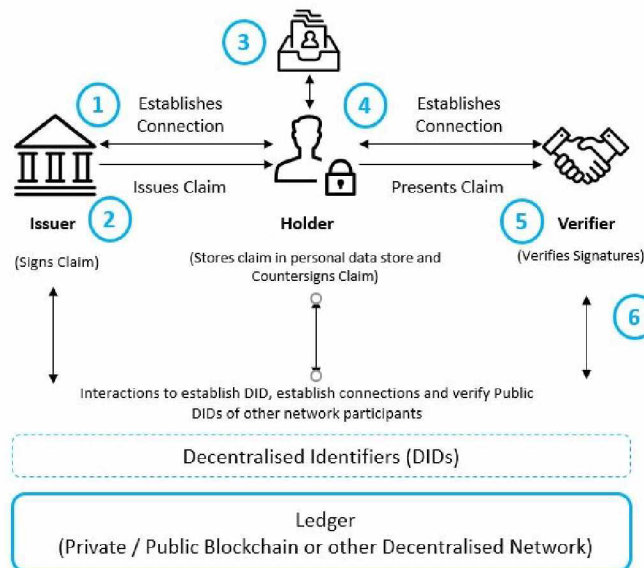 3
1
Establishes
Connection
4
Establishes
Connection
Issues Claim
Presents Claim
Issuer
2
Holder
5
Verifier
(Signs Claim)
(Stores claim in personal data store and
Countersigns Claim)
(Verifies Signatures)
6
Interactions to establish DID, establish connections and verify Public
DIDs of other network participants
Decentralised Identifiers (DIDs)
Ledger
(Private / Public Blockchain or other Decentralised Network)